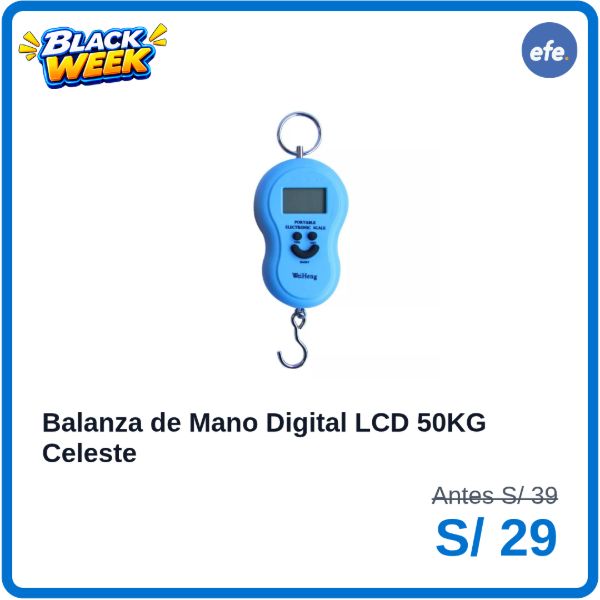 BLACK
WEEK
efe.
PORTABLE
ELECTRONIC SCALE
WeiHeng
Balanza de Mano Digital LCD 50KG
Celeste
Antes S/ 39
S/ 29